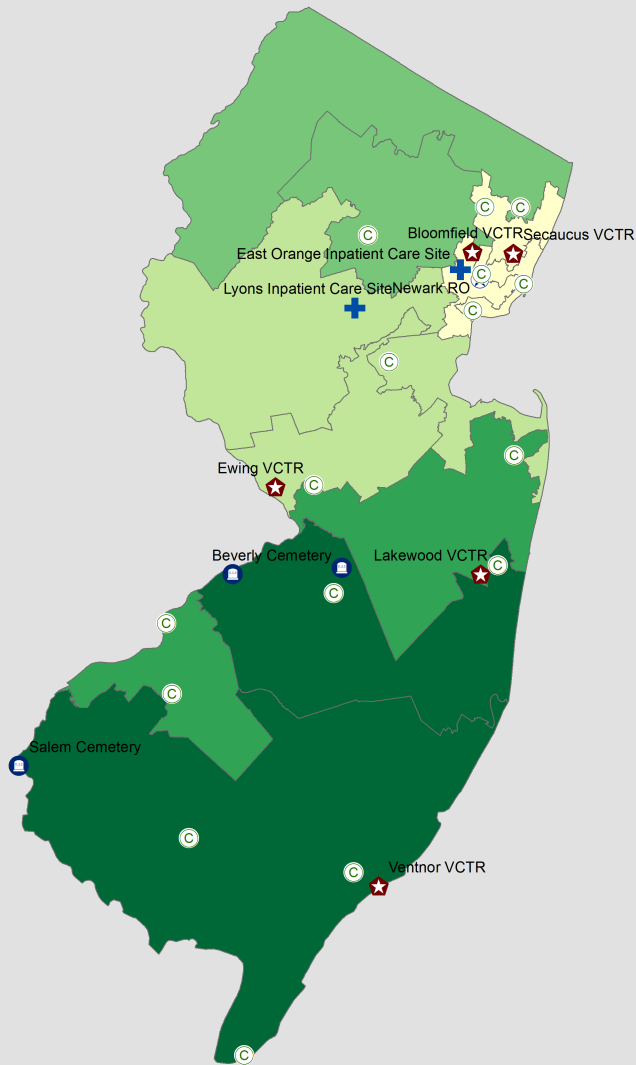 C
C
C
Bloomfield VCTR
Secaucus VCTR
East Orange Inpatient Care Site
C
Lyons Inpatient Care Site
Newark RO
C
C
C
C
Ewing VCTR
C
Beverly Cemetery
Lakewood VCTR
C
C
C
C
Salem Cemetery
C
Ventnor VCTR
C
C